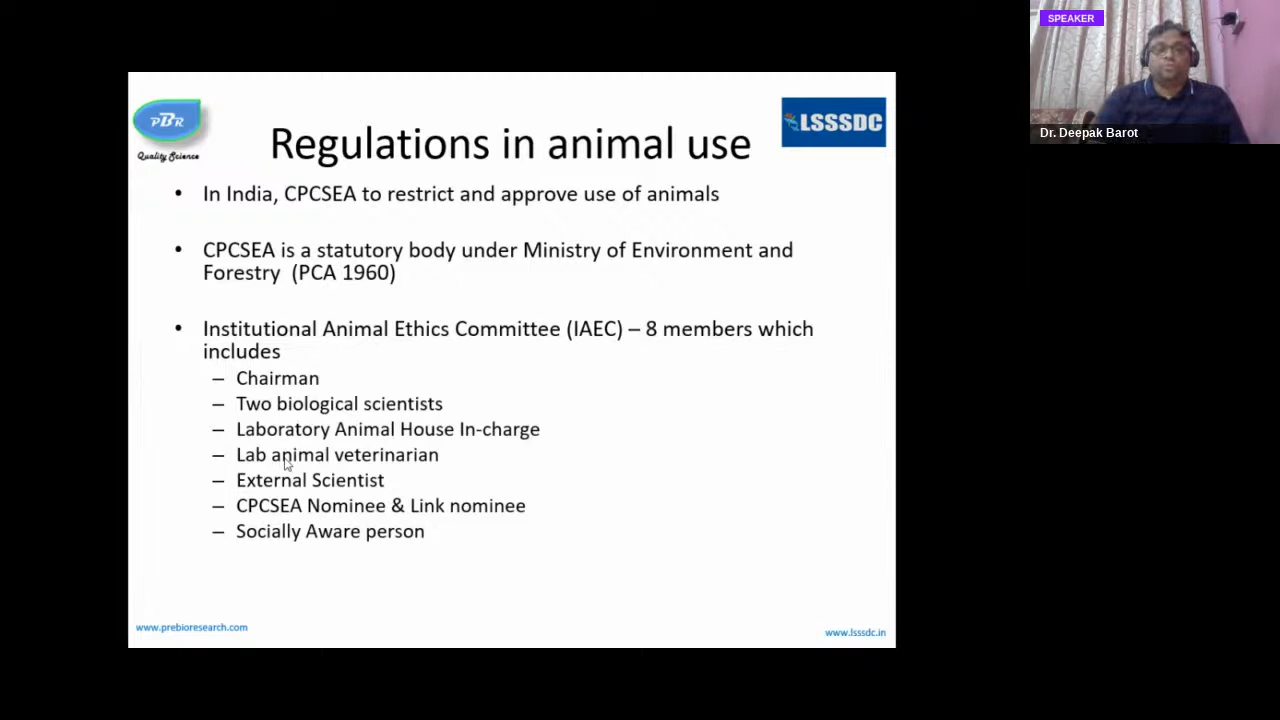 SPEAKER
Dr. Deepak Barot
PBR
Quality Science
LSSSDC
Regulations in animal use
• In India, CPCSEA to restrict and approve use of animals
• CPCSEA is a statutory body under Ministry of Environment and
Forestry (PCA 1960)
• Institutional Animal Ethics Committee (IAEC) – 8 members which
includes
– Chairman
– Two biological scientists
– Laboratory Animal House In-charge
– Lab animal veterinarian
– External Scientist
– CPCSEA Nominee & Link nominee
– Socially Aware person
www.prebioresearch.com
www.lsssdc.in